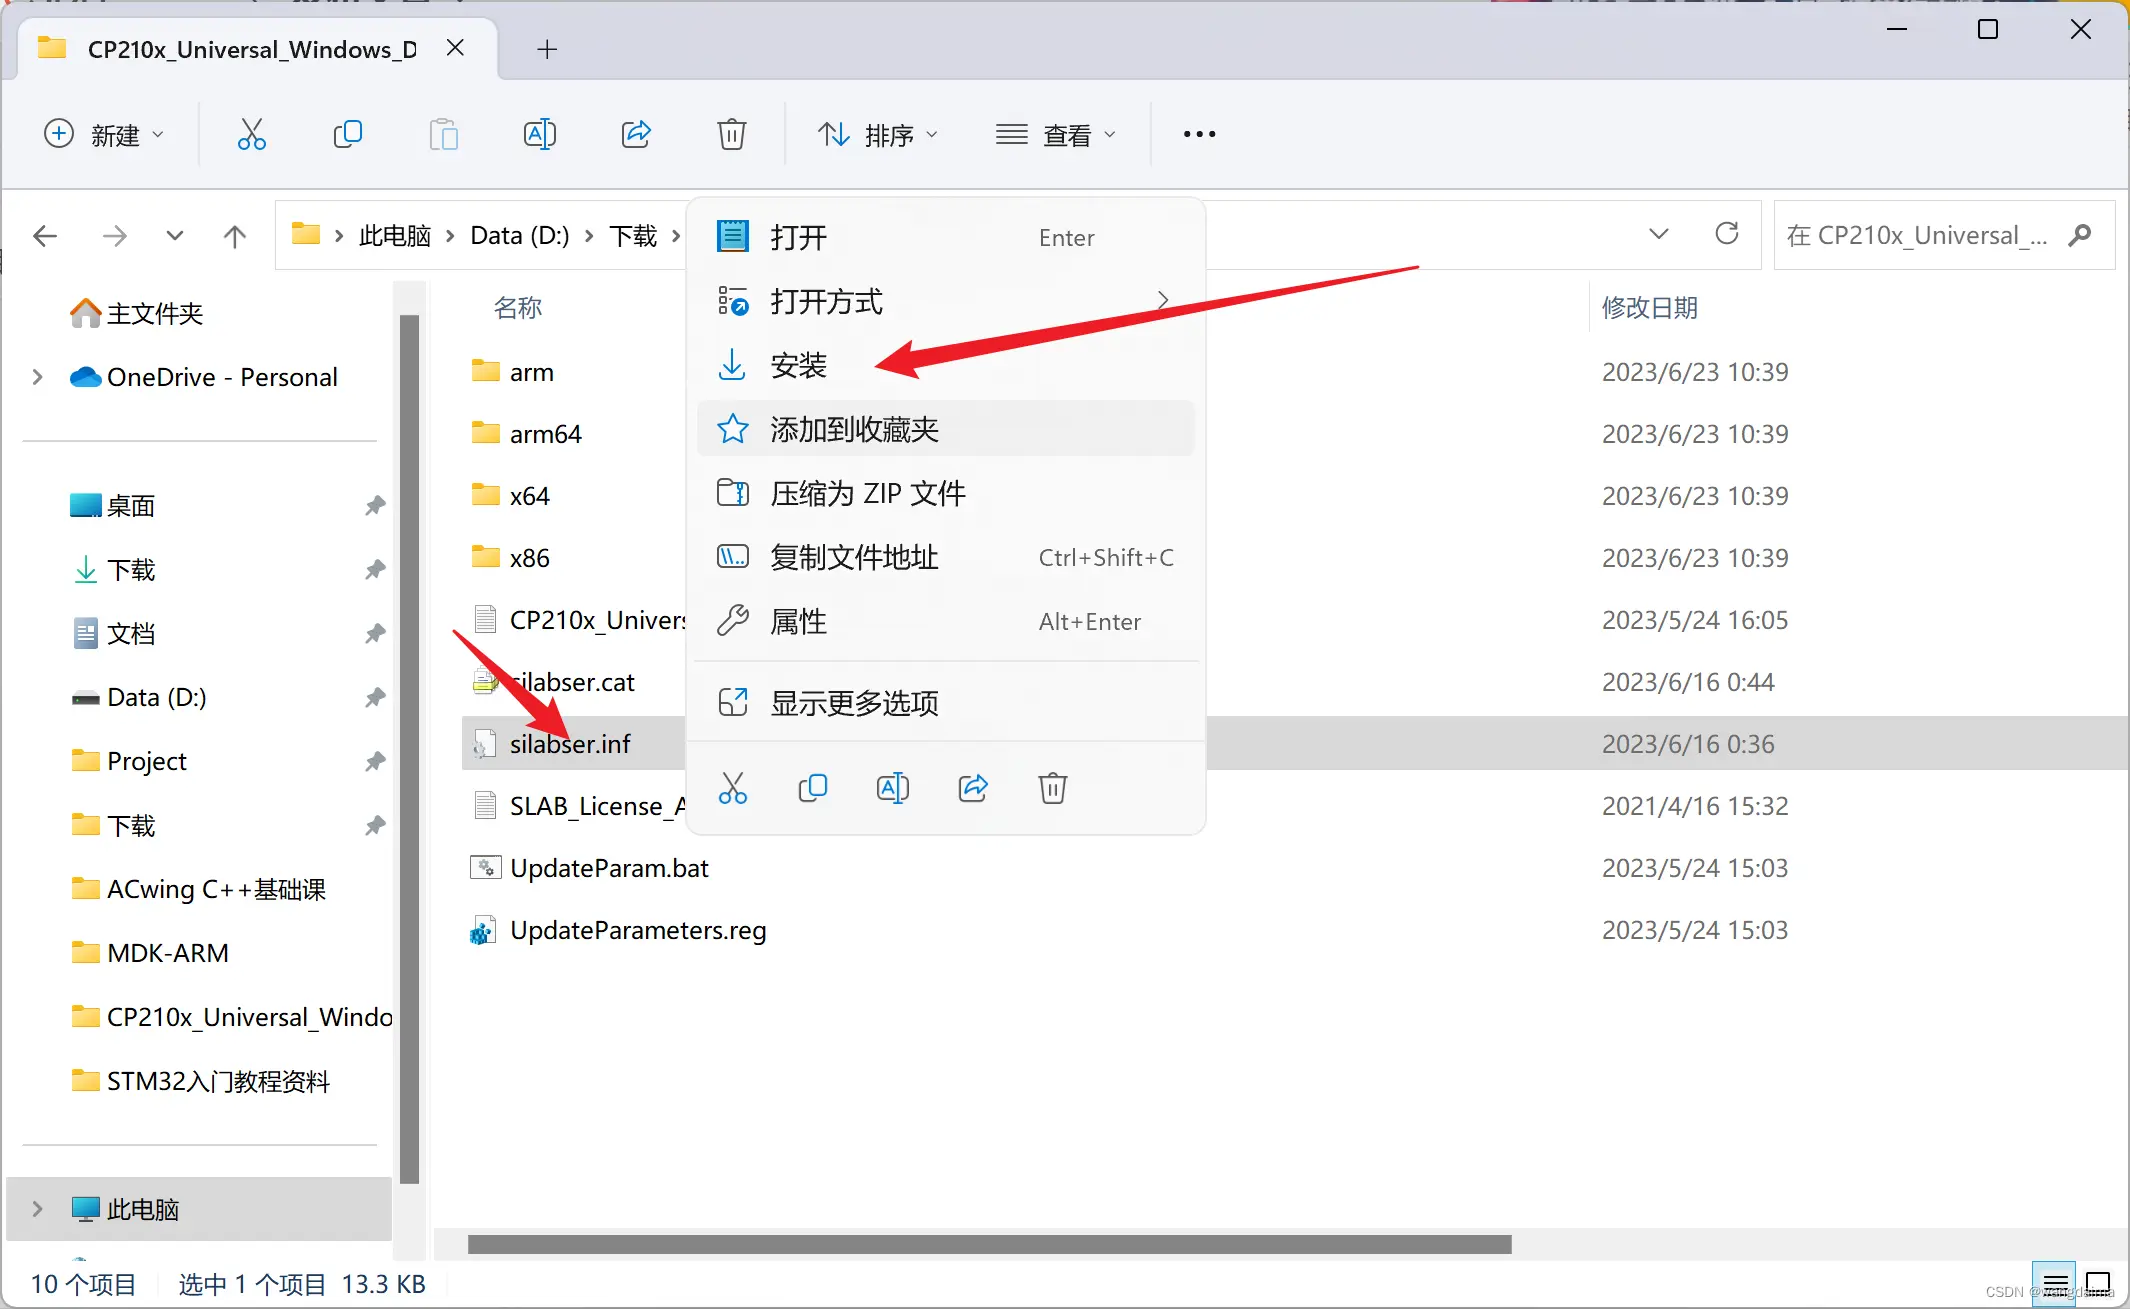 CP210x_Universal_Windows_D
新建
排序
查看
此电脑
Data (D:)
下载
在 CP210x_Universal_...
主文件夹
OneDrive - Personal
桌面
下载
文档
Data (D:)
Project
下载
ACwing C++基础课
MDK-ARM
CP210x_Universal_Windo
STM32入门教程资料
此电脑
名称
修改日期
arm
2023/6/23 10:39
arm64
2023/6/23 10:39
x64
2023/6/23 10:39
x86
2023/6/23 10:39
CP210x_Univers
2023/5/24 16:05
silabser.cat
2023/6/16 0:44
silabser.inf
2023/6/16 0:36
SLAB_License_A
2021/4/16 15:32
UpdateParam.bat
2023/5/24 15:03
UpdateParameters.reg
2023/5/24 15:03
打开 Enter
打开方式
安装
添加到收藏夹
压缩为 ZIP 文件
复制文件地址 Ctrl+Shift+C
属性 Alt+Enter
显示更多选项
10 个项目
选中 1 个项目 13.3 KB
CSDN